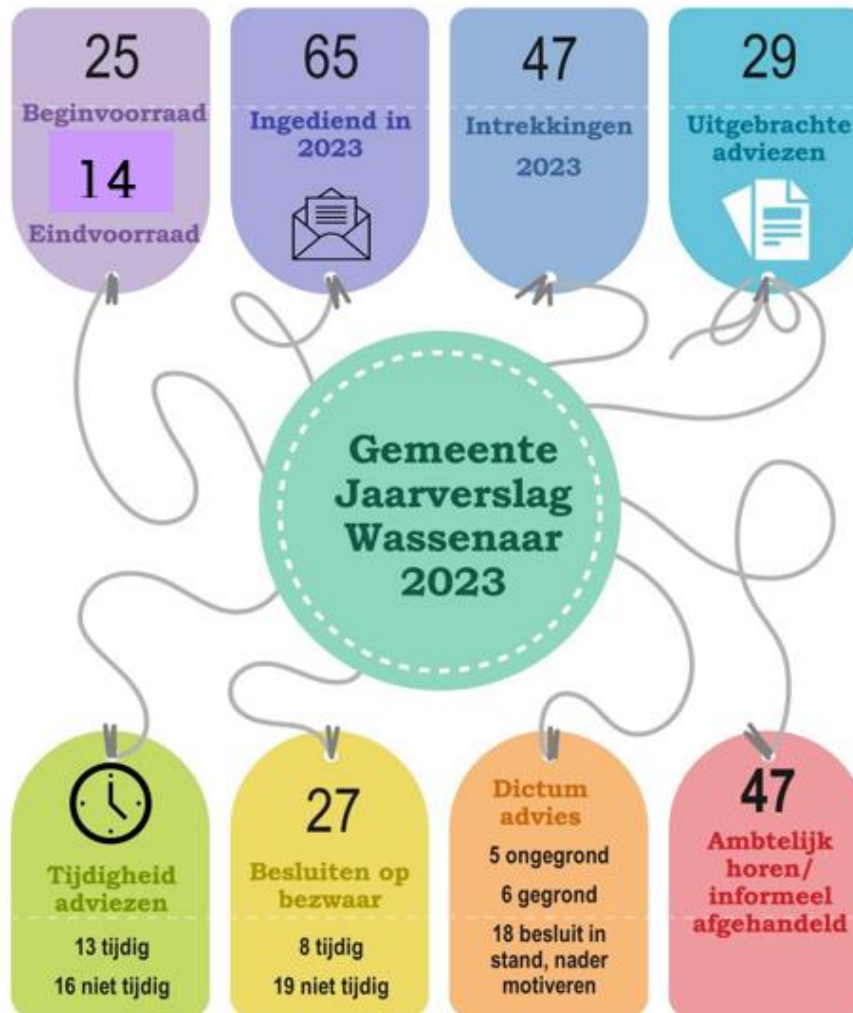 25
Beginvoorraad
14
Eindvoorraad
65
Ingediend in
2023
47
Intrekkingen
2023
29
Uitgebrachte
adviezen
Gemeente
Jaarverslag
Wassenaar
2023
Tijdigheid
adviezen
13 tijdig
16 niet tijdig
27
Besluiten op
bezwaar
8 tijdig
19 niet tijdig
Dictum
advies
5 ongegrond
6 gegrond
18 besluit in
stand, nader
motiveren
47
Ambtelijk
horen/
informeel
afgehandeld